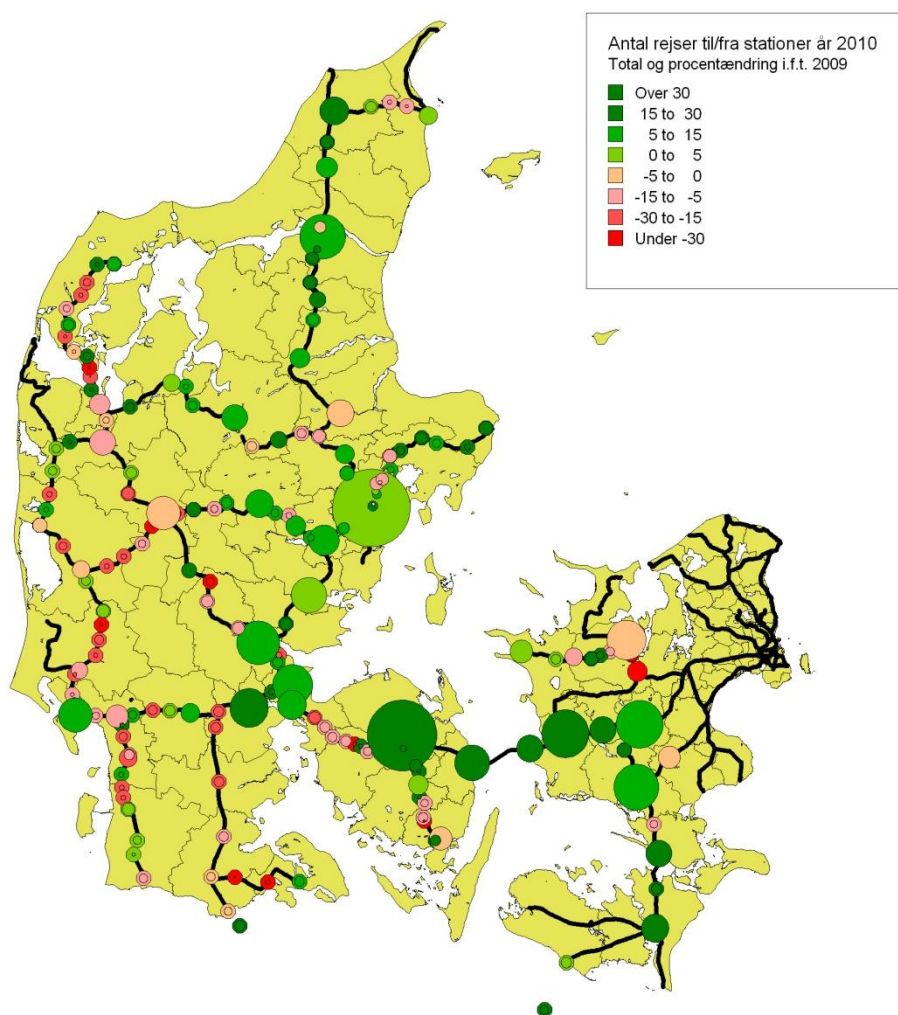 Antal rejser til/fra stationer år 2010
Total og procentændring i.f.t. 2009
Over 30
15 to 30
5 to 15
0 to 5
-5 to 0
-15 to -5
-30 to -15
Under -30